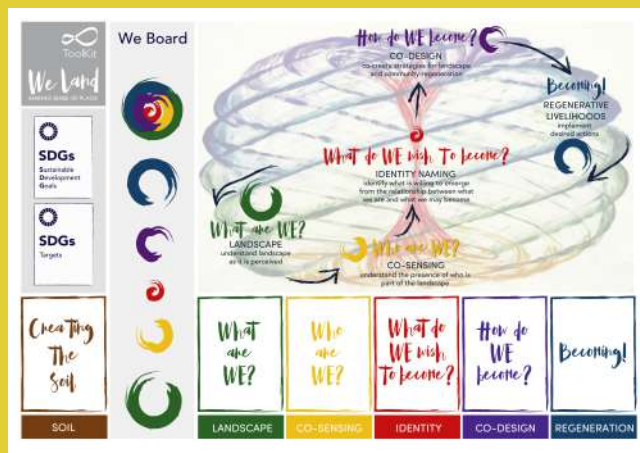 ToolKit
We Land
MAKING SENSE OF PLACE
SDGs
Sustainable
Development
Goals
SDGs
Targets
We Board
How do WE become?
CO-DESIGN
co-create strategies for landscape
and community regeneration
Becoming!
REGENERATIVE
LIVELIHOODS
implement
desired actions
What do WE wish To become?
IDENTITY NAMING
identify what is willing to emerge
from the relationship between what
we are and what we may become
What are WE?
LANDSCAPE
understand landscape
as it is perceived
Who are WE?
CO-SENSING
understand the presence of who is
part of the landscape
Creating
The
Soil
What
are
WE?
Who
are
WE?
What do
WE wish
To become?
How do
WE
become?
Becoming!
SOIL
LANDSCAPE
CO-SENSING
IDENTITY
CO-DESIGN
REGENERATION